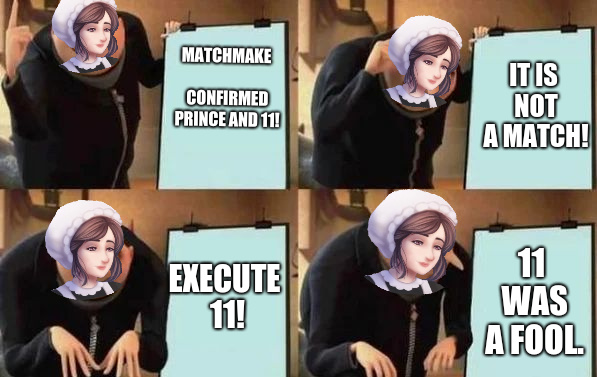 MATCHMAKE
CONFIRMED
PRINCE AND 11!
IT IS
NOT
A MATCH!
EXECUTE
11!
11
WAS
A FOOL.